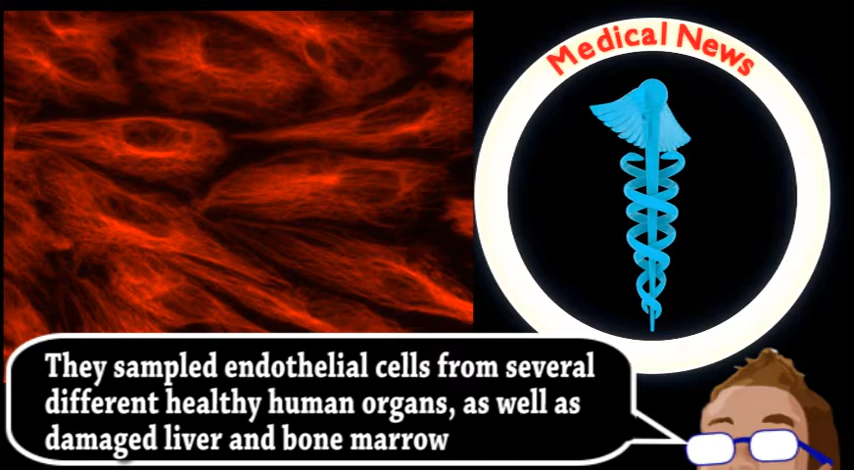 Medical News
They sampled endothelial cells from several
different healthy human organs, as well as
damaged liver and bone marrow